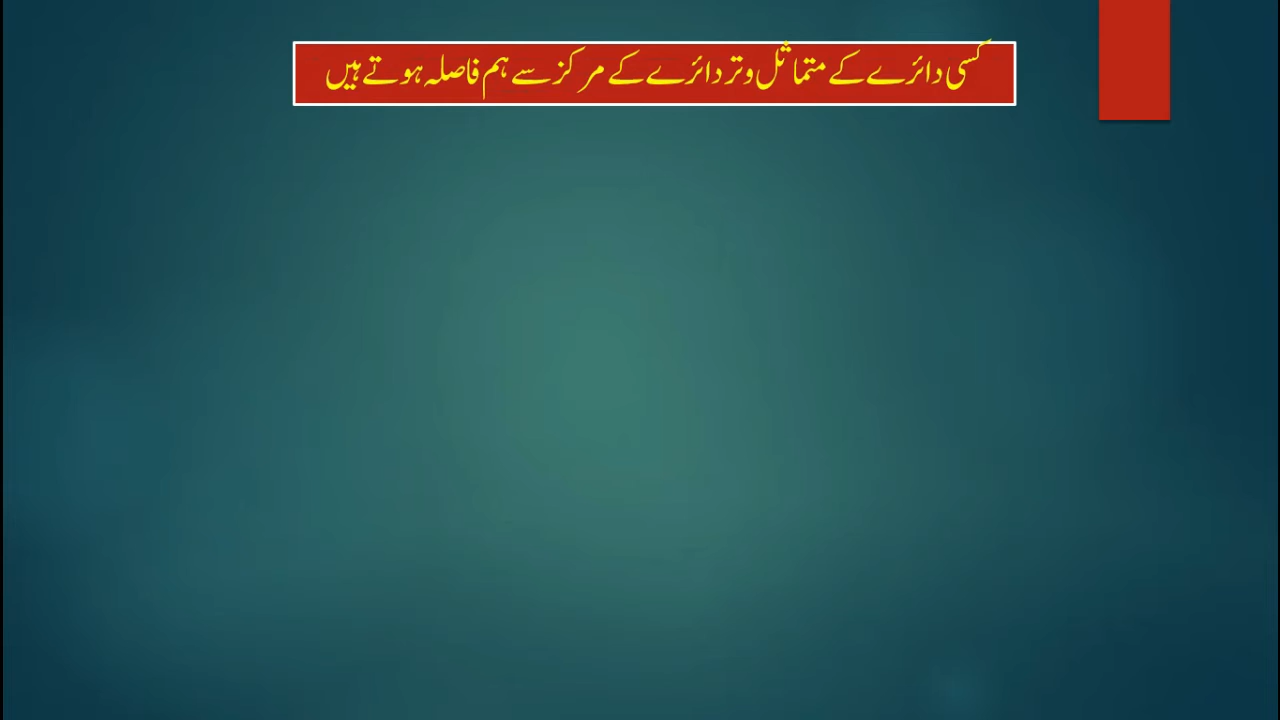 کسی دائرے کے متماثل وتر دائرے کے مرکز سے ہم فاصلہ ہوتے ہیں